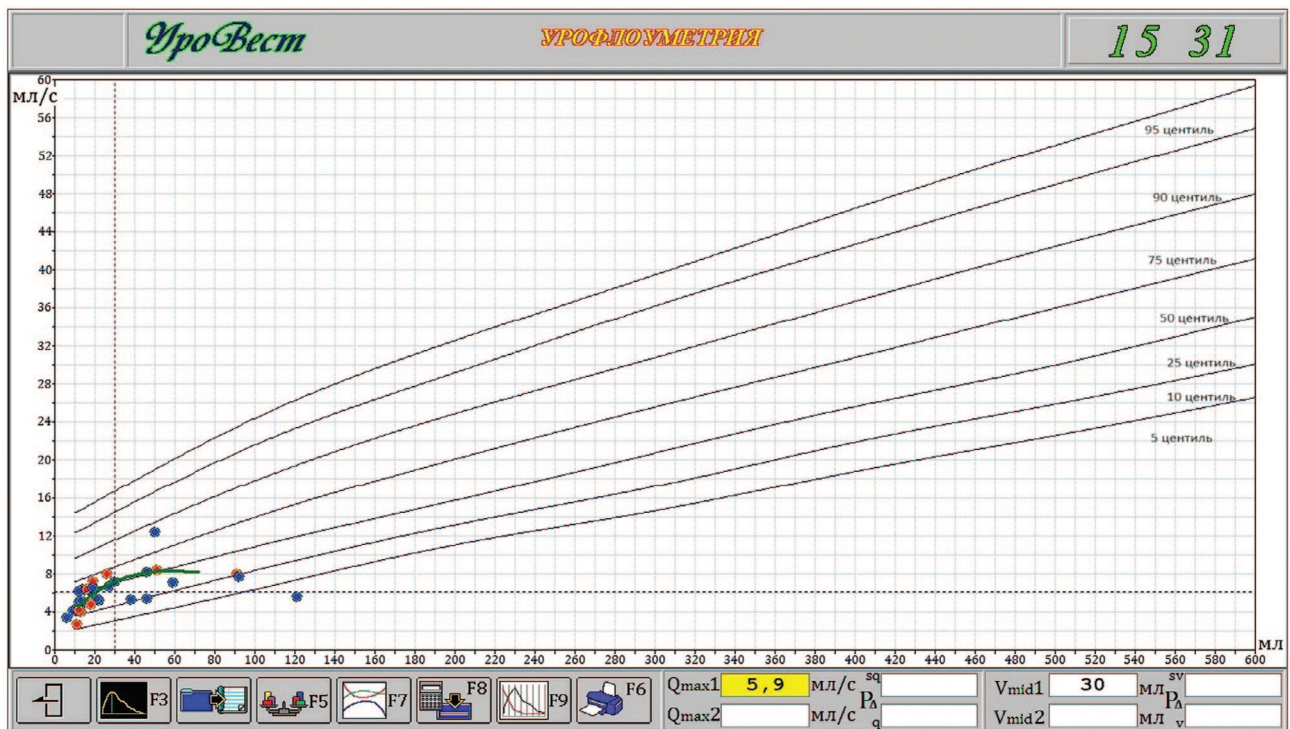 УроВест
УРОФЛОУМЕТРИЯ
15 31
60
мл/с
56
52
48
44
40
36
32
28
24
20
16
12
8
4
0
95 центиль
90 центиль
75 центиль
50 центиль
25 центиль
10 центиль
5 центиль
0 20 40 60 80 100 120 140 160 180 200 220 240 260 280 300 320 340 360 380 400 420 440 460 480 500 520 540 560 580 600
мл
F3 F5 F7 F8 F9 F6
Qmax1 5,9 мл/с sq
PΔ
Qmax2 мл/с q
Vmid1 30 мл sv
PΔ
Vmid2 мл v